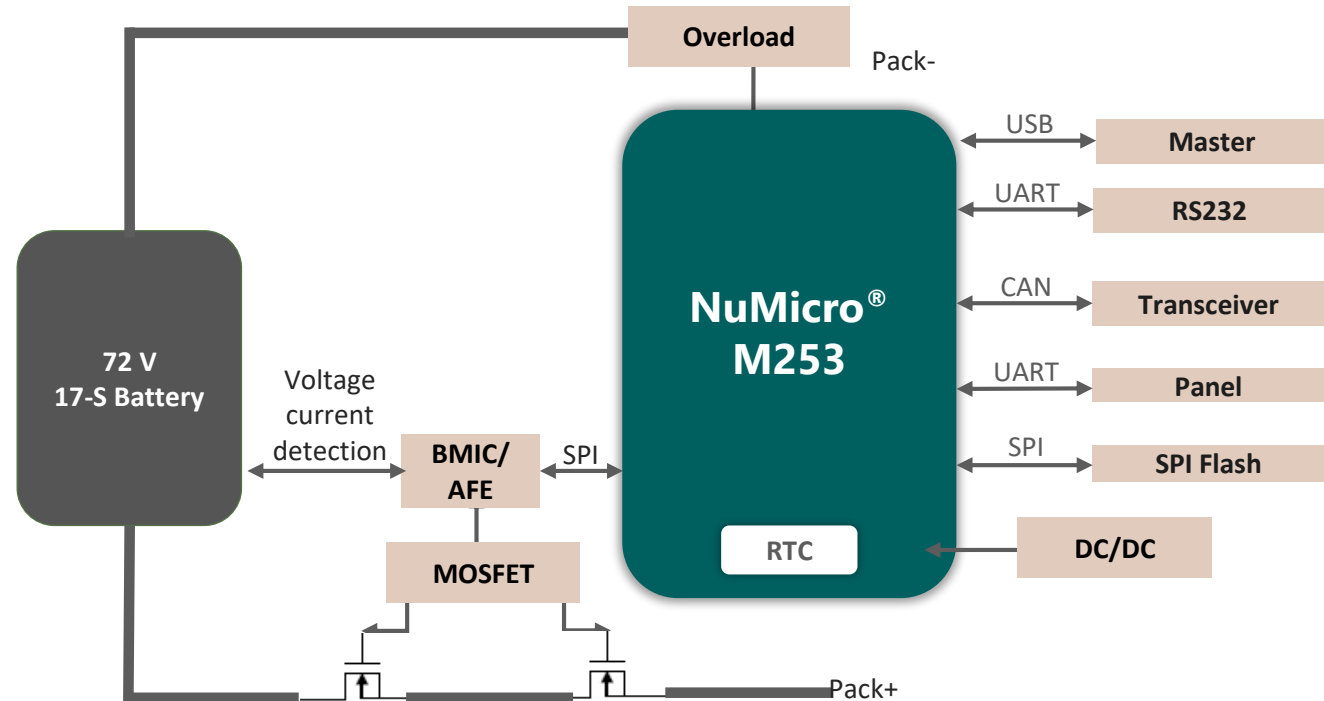 Overload
Pack-
USB
Master
UART
RS232
NuMicro®
M253
CAN
Transceiver
72 V
17-S Battery
Voltage
current
detection
UART
Panel
BMIC/
AFE
SPI
SPI
SPI Flash
RTC
DC/DC
MOSFET
Pack+